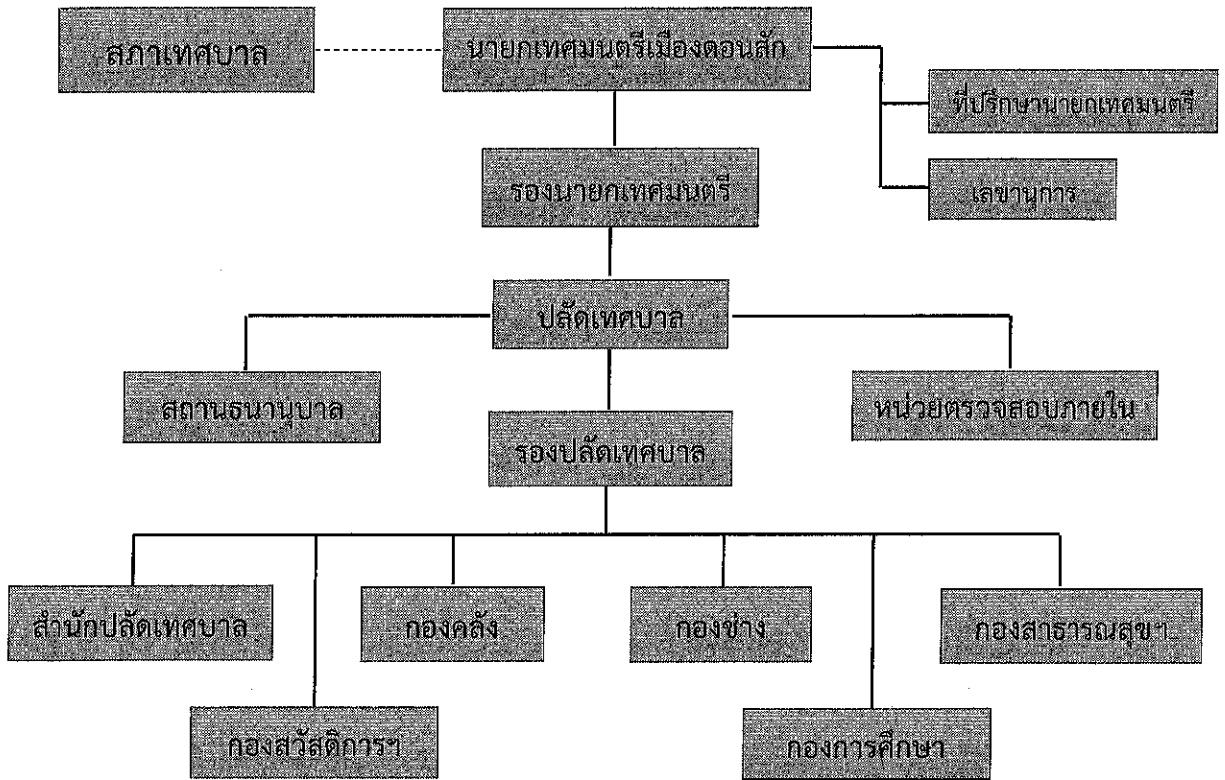 สภาเทศบาล
นายกเทศมนตรีเมืองดอนสัก
ที่ปรึกษานายกเทศมนตรี
เลขานุการ
รองนายกเทศมนตรี
ปลัดเทศบาล
สถานธนานุบาล
หน่วยตรวจสอบภายใน
รองปลัดเทศบาล
สำนักปลัดเทศบาล
กองคลัง
กองช่าง
กองสาธารณสุขฯ
กองสวัสดิการฯ
กองการศึกษา